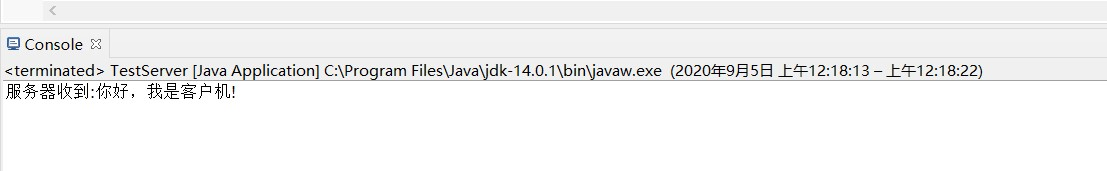 Console
<terminated> TestServer [Java Application] C:\Program Files\Java\jdk-14.0.1\bin\javaw.exe (2020年9月5日 上午12:18:13 – 上午12:18:22)
服务器收到:你好，我是客户机!